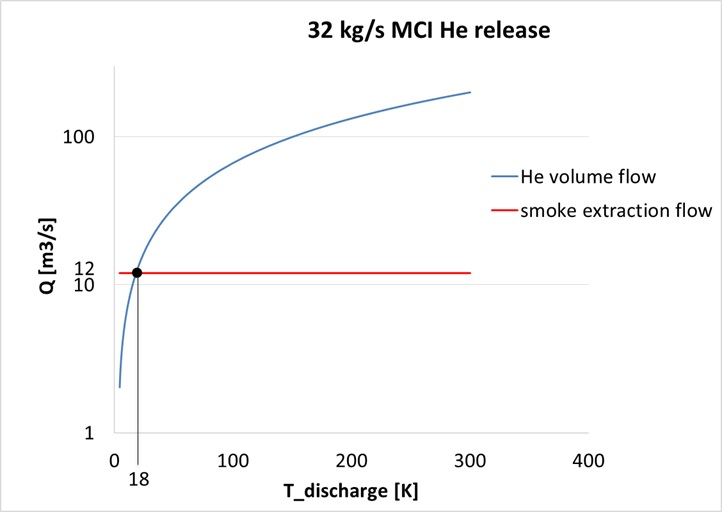 32 kg/s MCI He release
100
12
10
1
Q [m3/s]
0
100
200
300
400
18
T_discharge [K]
He volume flow
smoke extraction flow